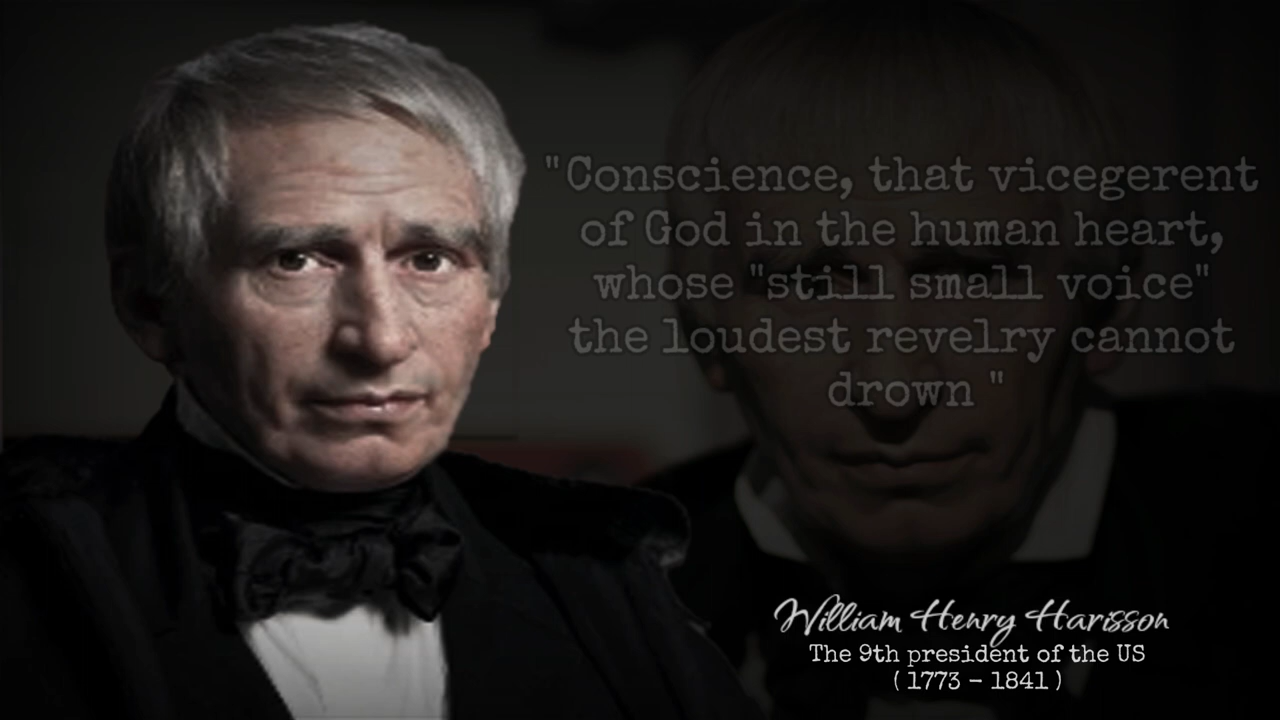 "Conscience, that vicegerent
of God in the human heart,
whose "still small voice"
the loudest revelry cannot
drown "
William Henry Harisson
The 9th president of the US
( 1773 - 1841 )